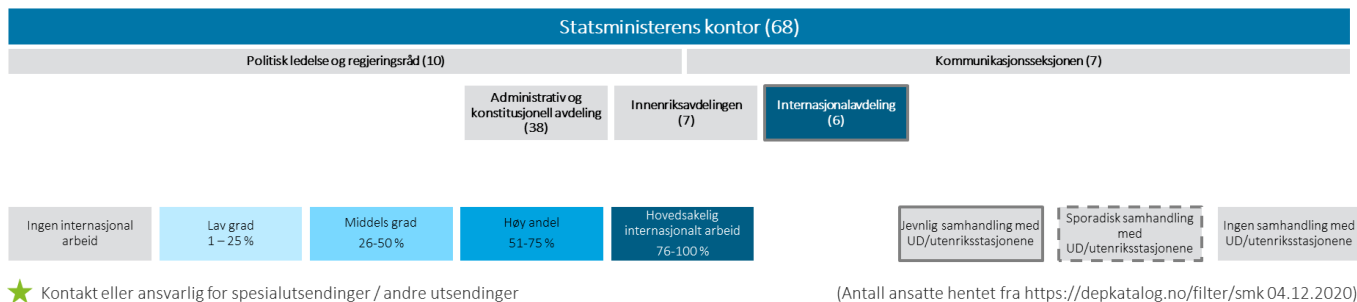 Statsministerens kontor (68)
Politisk ledelse og regjeringsråd (10)
Kommunikasjonsseksjonen (7)
Administrativ og
konstitusjonell avdeling
(38)
Innenriksavdelingen
(7)
Internasjonalavdeling
(6)
Ingen internasjonal
arbeid
Lav grad
1 – 25 %
Middels grad
26-50 %
Høy andel
51-75 %
Hovedsakelig
internasjonalt arbeid
76-100 %
Jevnlig samhandling med
UD/utenriksstasjonene
Sporadisk samhandling
med
UD/utenriksstasjonene
Ingen samhandling med
UD/utenriksstasjonene
Kontakt eller ansvarlig for spesialutsendinger / andre utsendinger
(Antall ansatte hentet fra https://depkatalog.no/filter/smk 04.12.2020)